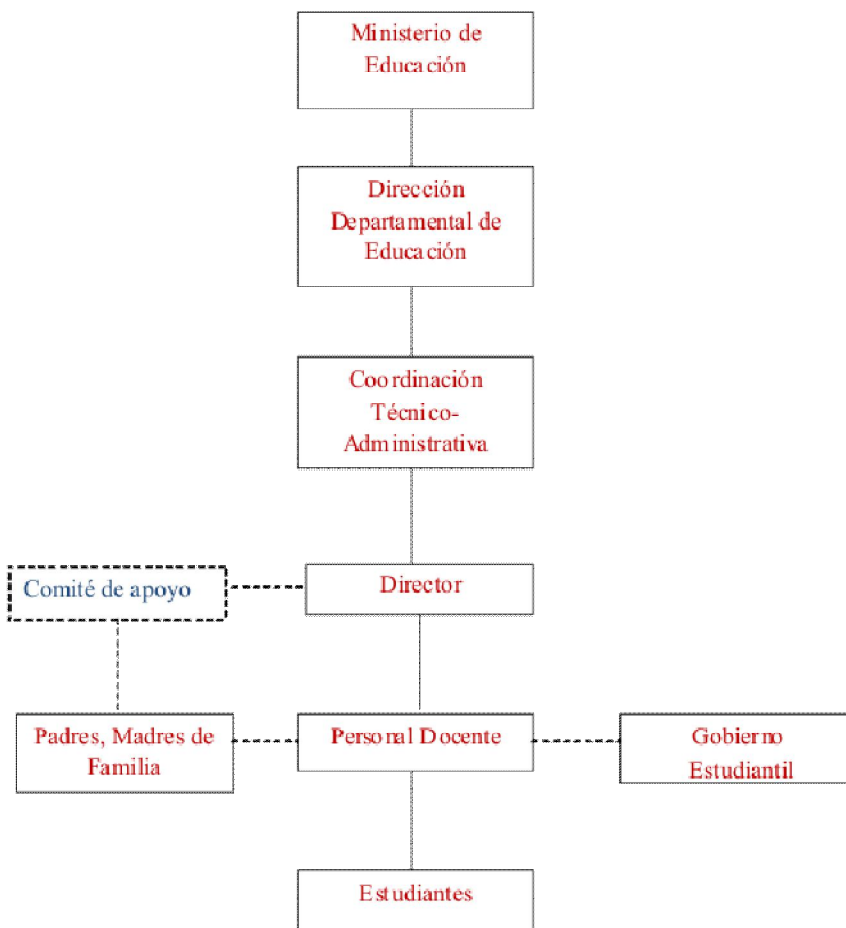 Ministerio de
Educación
Dirección
Departamental de
Educación
Coordinación
Técnico-
Administrativa
Comité de apoyo
Director
Padres, Madres de
Familia
Personal Docente
Gobierno
Estudiantil
Estudiantes